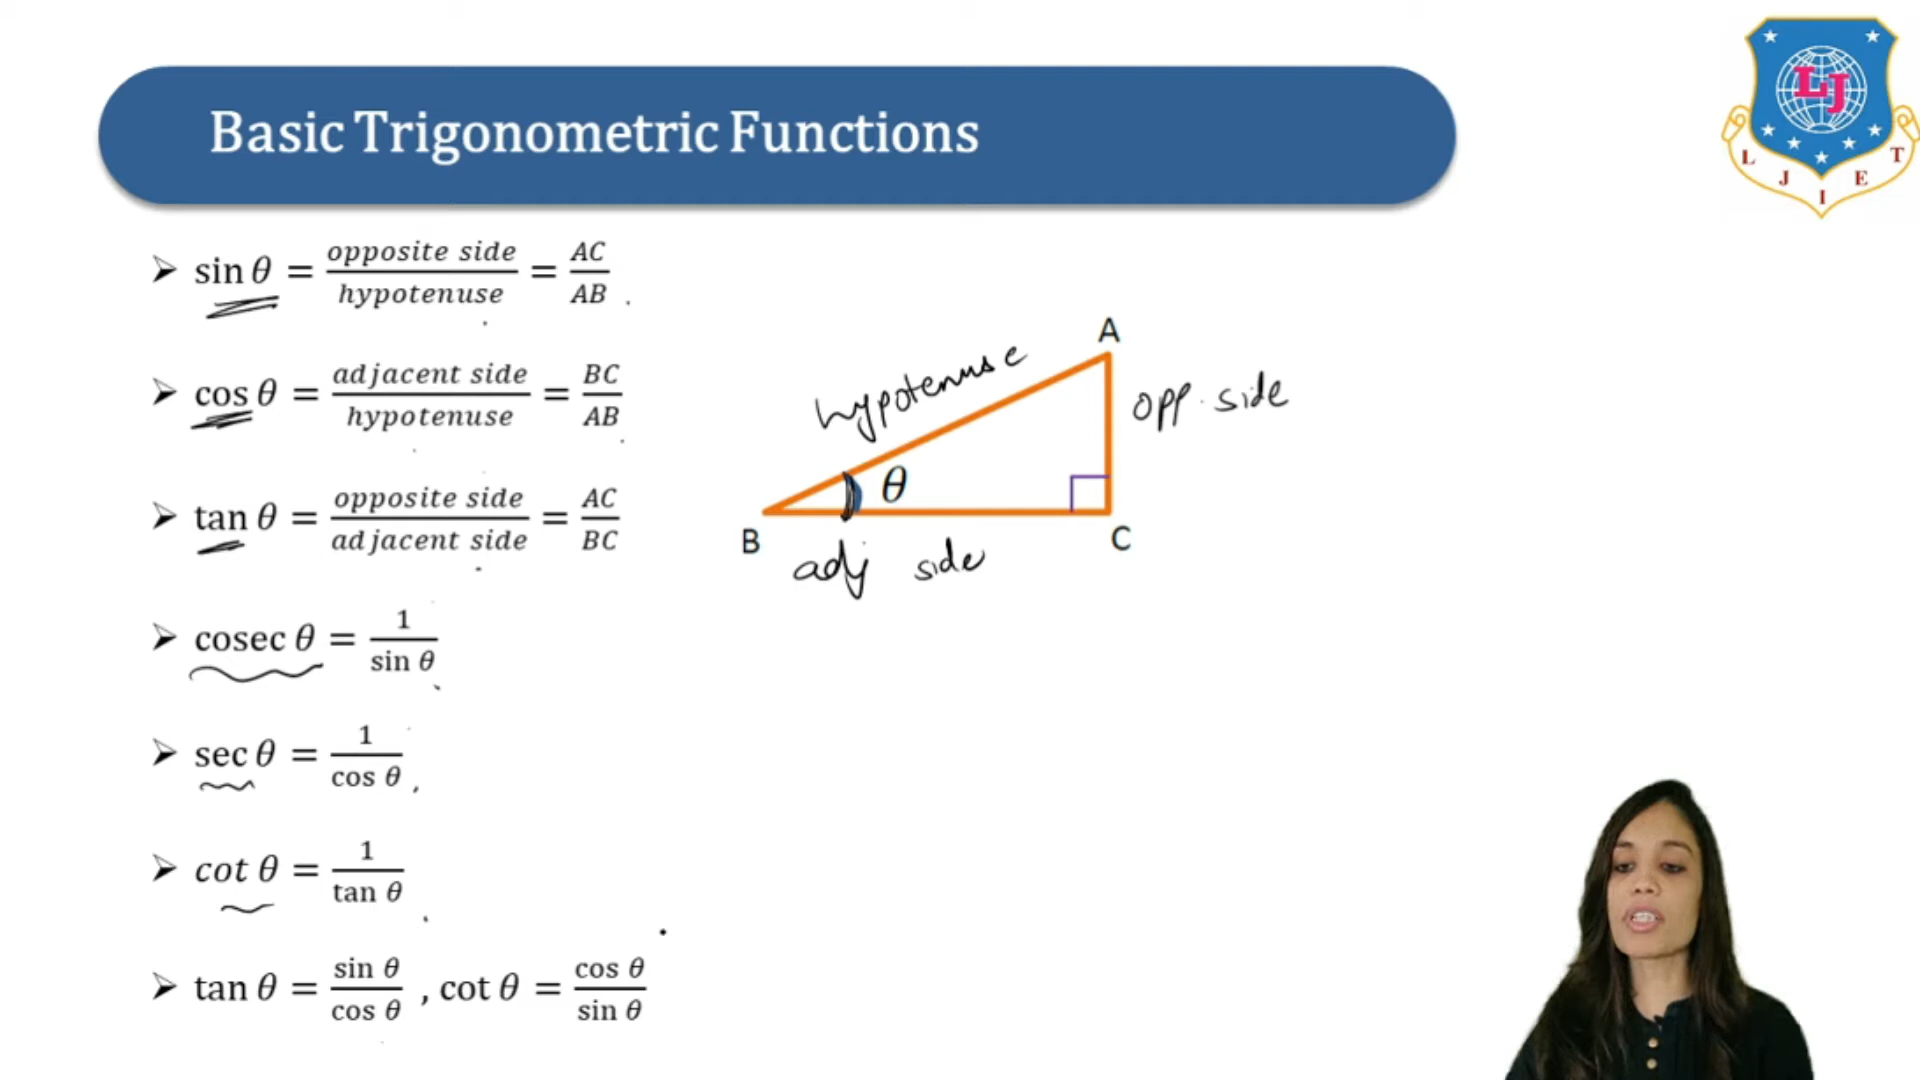 Basic Trigonometric Functions
LJ
L J I E T
➢ sin θ = opposite side / hypotenuse = AC / AB
➢ cos θ = adjacent side / hypotenuse = BC / AB
➢ tan θ = opposite side / adjacent side = AC / BC
➢ cosec θ = 1 / sin θ
➢ sec θ = 1 / cos θ
➢ cot θ = 1 / tan θ
➢ tan θ = sin θ / cos θ , cot θ = cos θ / sin θ
A
hypotenuse
opp. side
θ
B
C
adj side